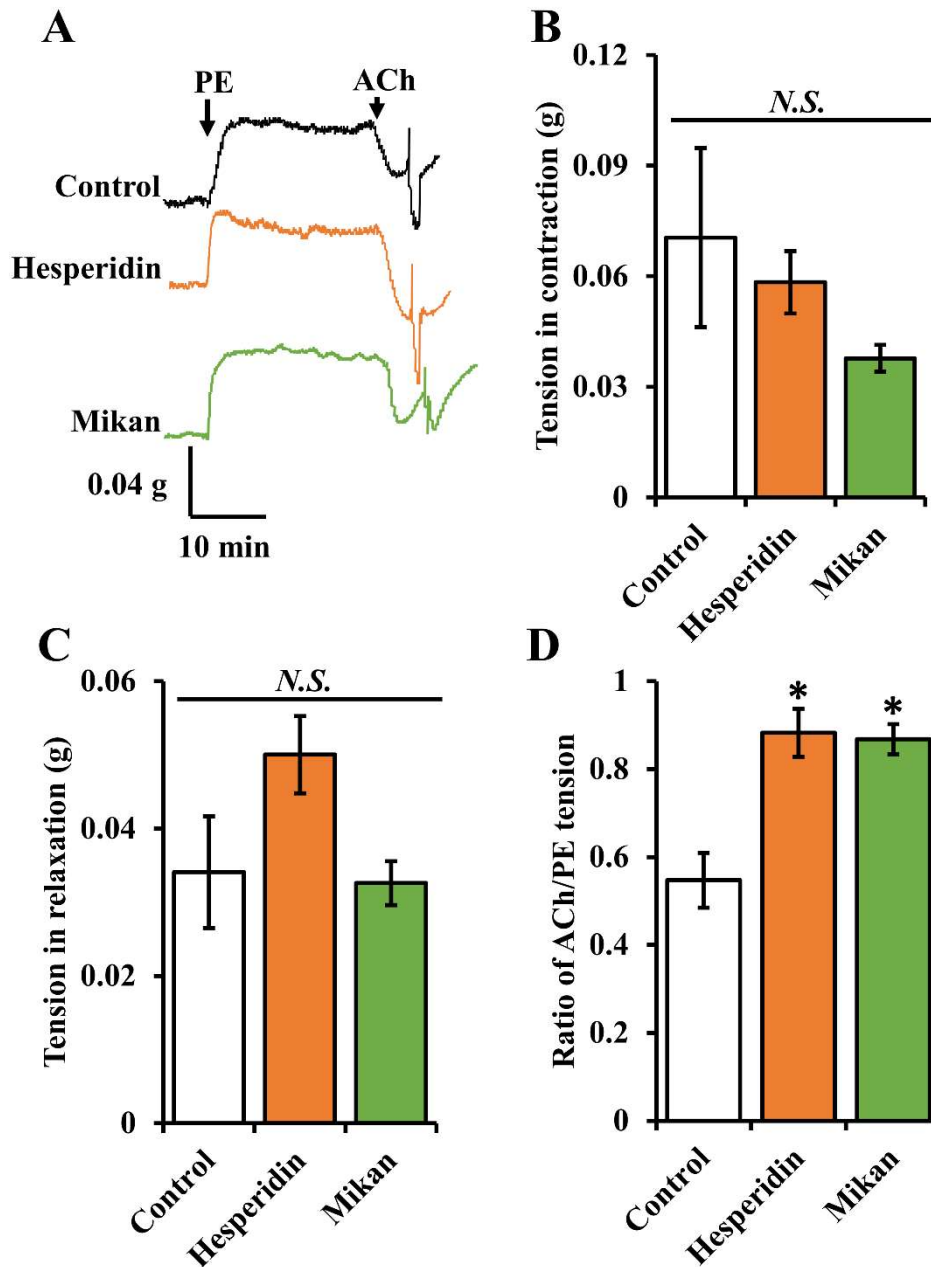 A
PE
ACh
Control
Hesperidin
Mikan
0.04 g
10 min
B
Tension in contraction (g)
0.12
0.09
0.06
0.03
0
N.S.
Control
Hesperidin
Mikan
C
Tension in relaxation (g)
0.06
0.04
0.02
0
N.S.
Control
Hesperidin
Mikan
D
Ratio of ACh/PE tension
1
0.8
0.6
0.4
0.2
0
*
*
Control
Hesperidin
Mikan